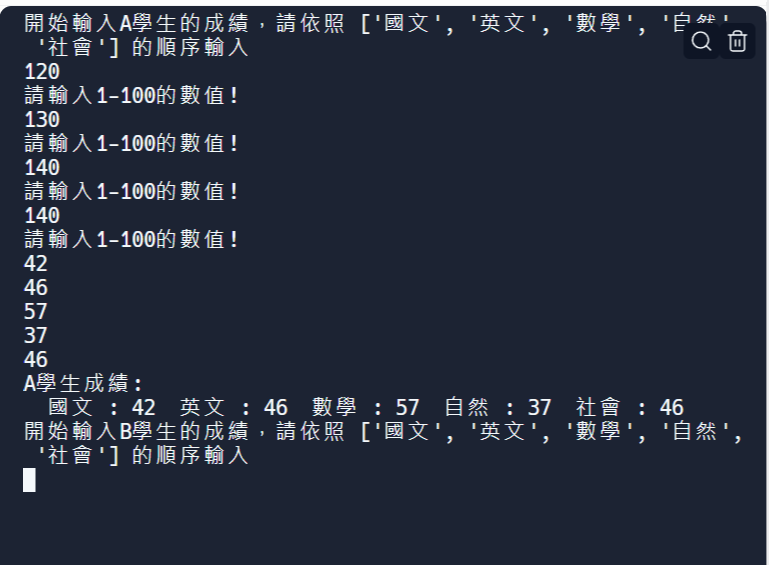 開始輸入A學生的成績，請依照 ['國文', '英文', '數學', '自然',
'社會'] 的順序輸入
120
請輸入1-100的數值!
130
請輸入1-100的數值!
140
請輸入1-100的數值!
140
請輸入1-100的數值!
42
46
57
37
46
A學生成績:
國文 : 42 英文 : 46 數學 : 57 自然 : 37 社會 : 46
開始輸入B學生的成績，請依照 ['國文', '英文', '數學', '自然',
'社會'] 的順序輸入